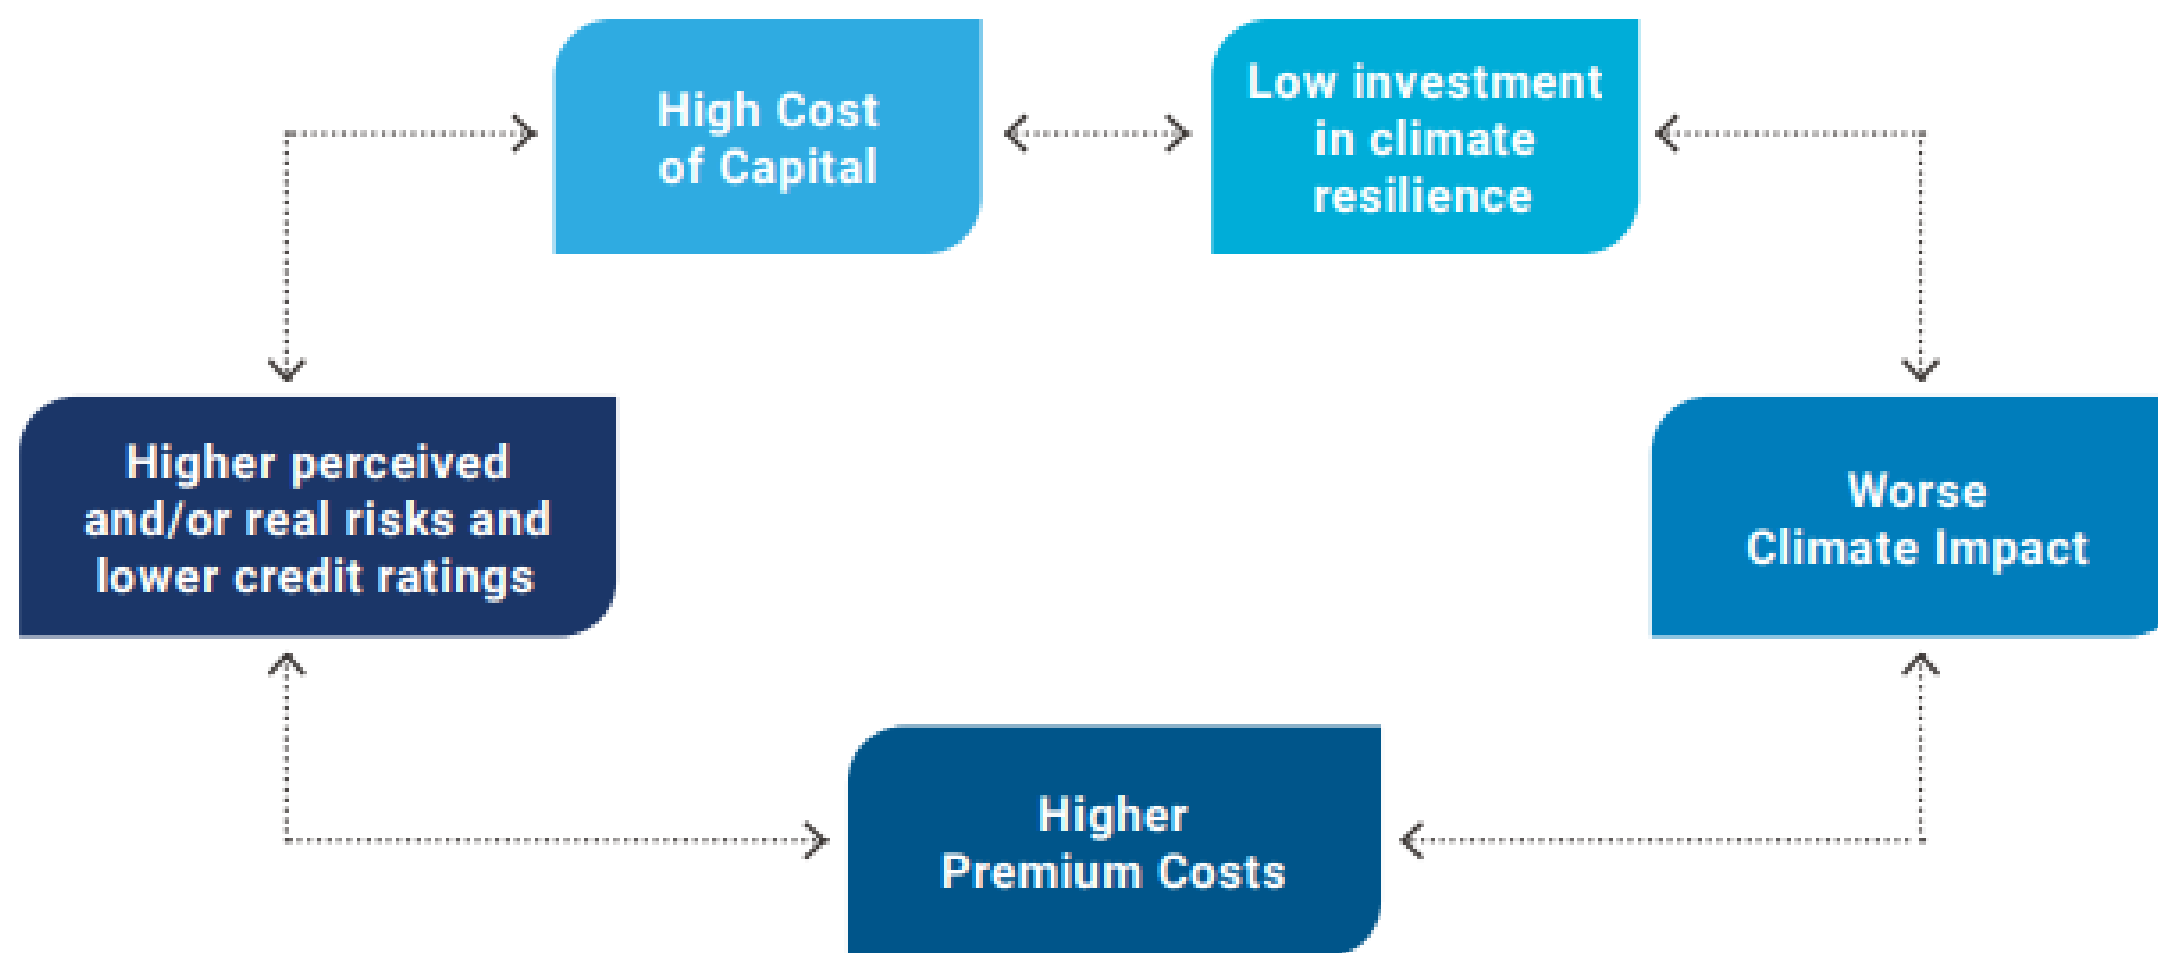 High Cost
of Capital
Low investment
in climate
resilience
Higher perceived
and/or real risks and
lower credit ratings
Worse
Climate Impact
Higher
Premium Costs